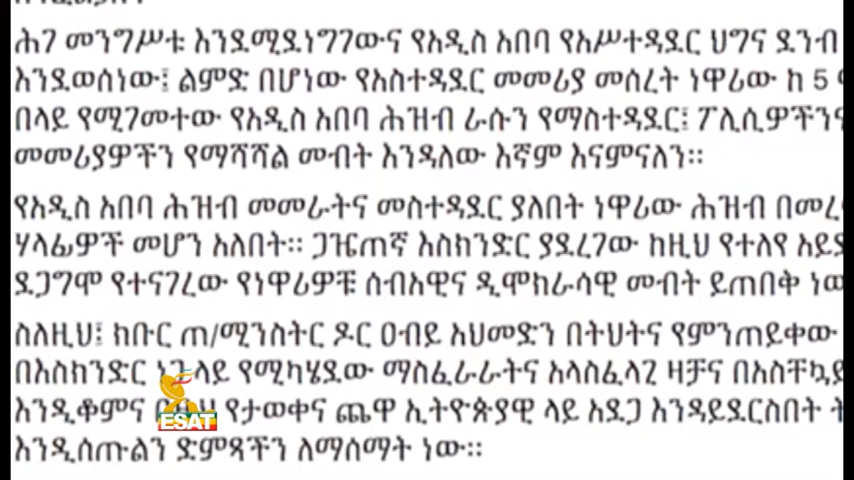 ሕገ መንግሥቱ እንደሚደነግገውና የአዲስ አበባ የአሥተዳደር ህግና ደንብ
እንደወሰነው፤ ልምድ በሆነው የአስተዳደር መመሪያ መሰረት ነዋሪው ከ 5
በላይ የሚገመተው የአዲስ አበባ ሕዝብ ራሱን የማስተዳደር፤ ፖሊሲዎችንና
መመሪያዎችን የማሻሻል መብት እንዳለው እኛም እናምናለን።
የአዲስ አበባ ሕዝብ መመራትና መስተዳደር ያለበት ነዋሪው ሕዝብ
ሃላፊዎች መሆን አለበት። ጋዜጠኛ እስክንድር ያደረገው ከዚህ የተለየ
ደጋግሞ የተናገረው የነዋሪዎቹ ሰብአዊና ዲሞክራሳዊ መብት ይጠበቅ
ስለዚህ፤ ክቡር ጠ/ሚንስትር ዶር ዐብይ አህመድን በትህትና የምንጠይቀው
በእስክንድር ላይ የሚካሄደው ማስፈራራትና አላስፈላጊ ዛቻና
እንዲቆምና የታወቀና ጨዋ ኢትዮጵያዊ ላይ አደጋ እንዳይደርስበት
እንዲሰጡልን ድምጻችን ለማሰማት ነው።
ESAT